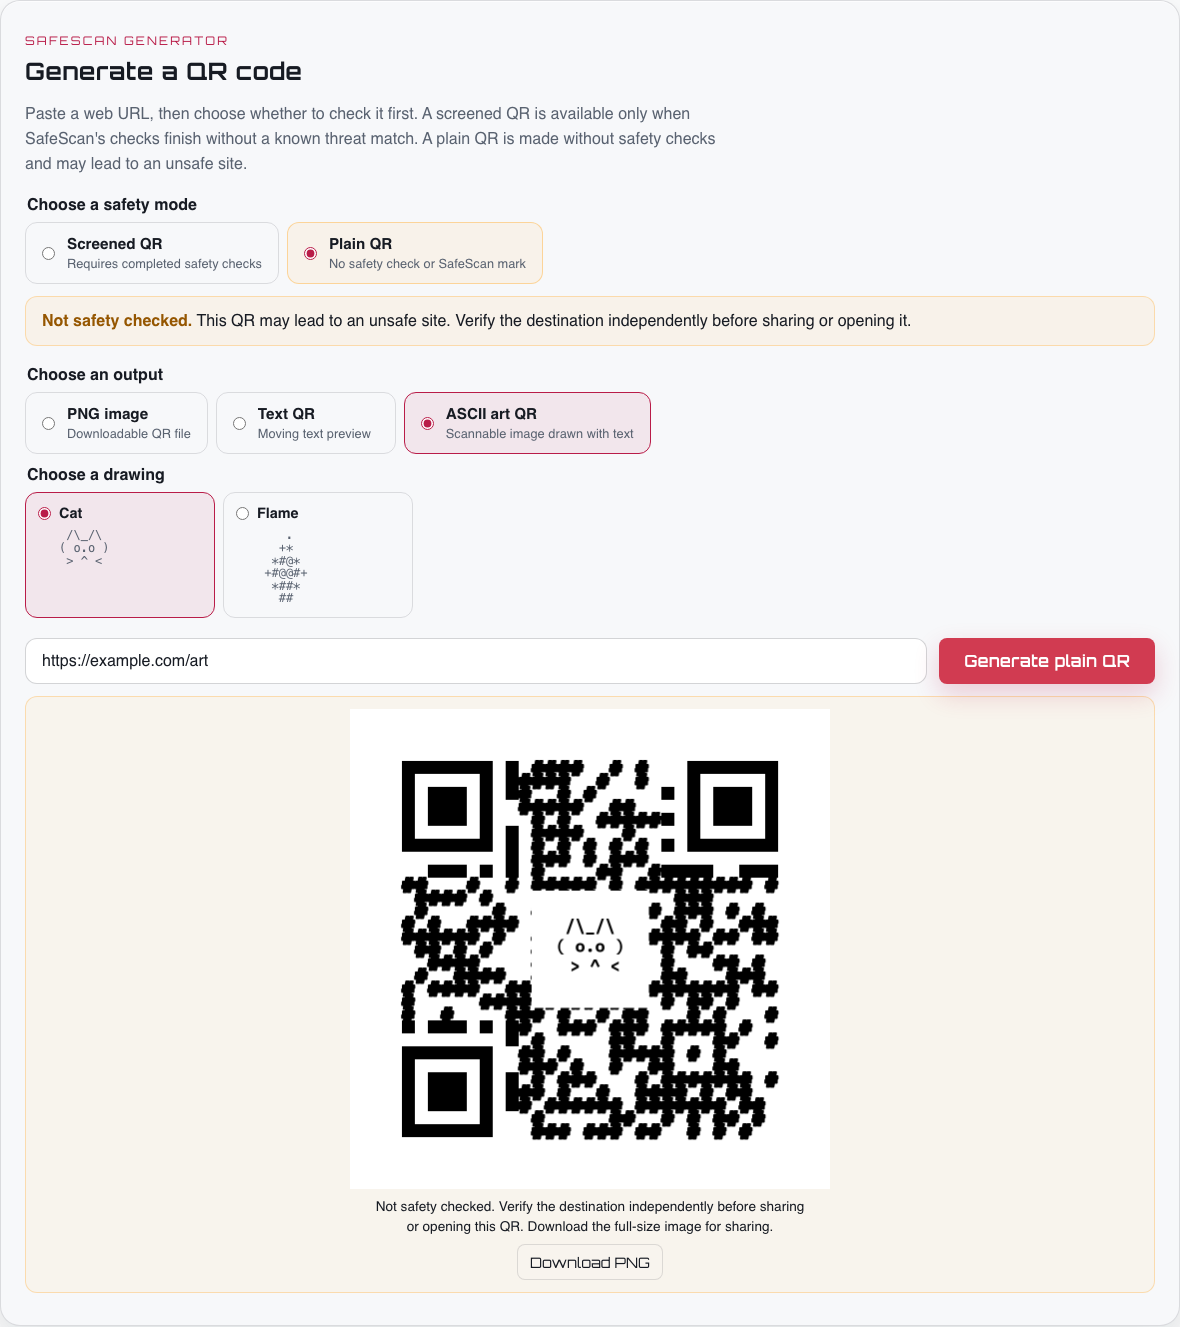 SAFESCAN GENERATOR
Generate a QR code
Paste a web URL, then choose whether to check it first. A screened QR is available only when
SafeScan's checks finish without a known threat match. A plain QR is made without safety checks
and may lead to an unsafe site.
Choose a safety mode
Screened QR
Requires completed safety checks
Plain QR
No safety check or SafeScan mark
Not safety checked. This QR may lead to an unsafe site. Verify the destination independently before sharing or opening it.
Choose an output
PNG image
Downloadable QR file
Text QR
Moving text preview
ASCII art QR
Scannable image drawn with text
Choose a drawing
Cat
/\_/\
( o.o )
> ^ <
Flame
.
+*
*#@*
+#@@#+
*##*
##
https://example.com/art
Generate plain QR
/\_/\
( o.o )
> ^ <
Not safety checked. Verify the destination independently before sharing
or opening this QR. Download the full-size image for sharing.
Download PNG